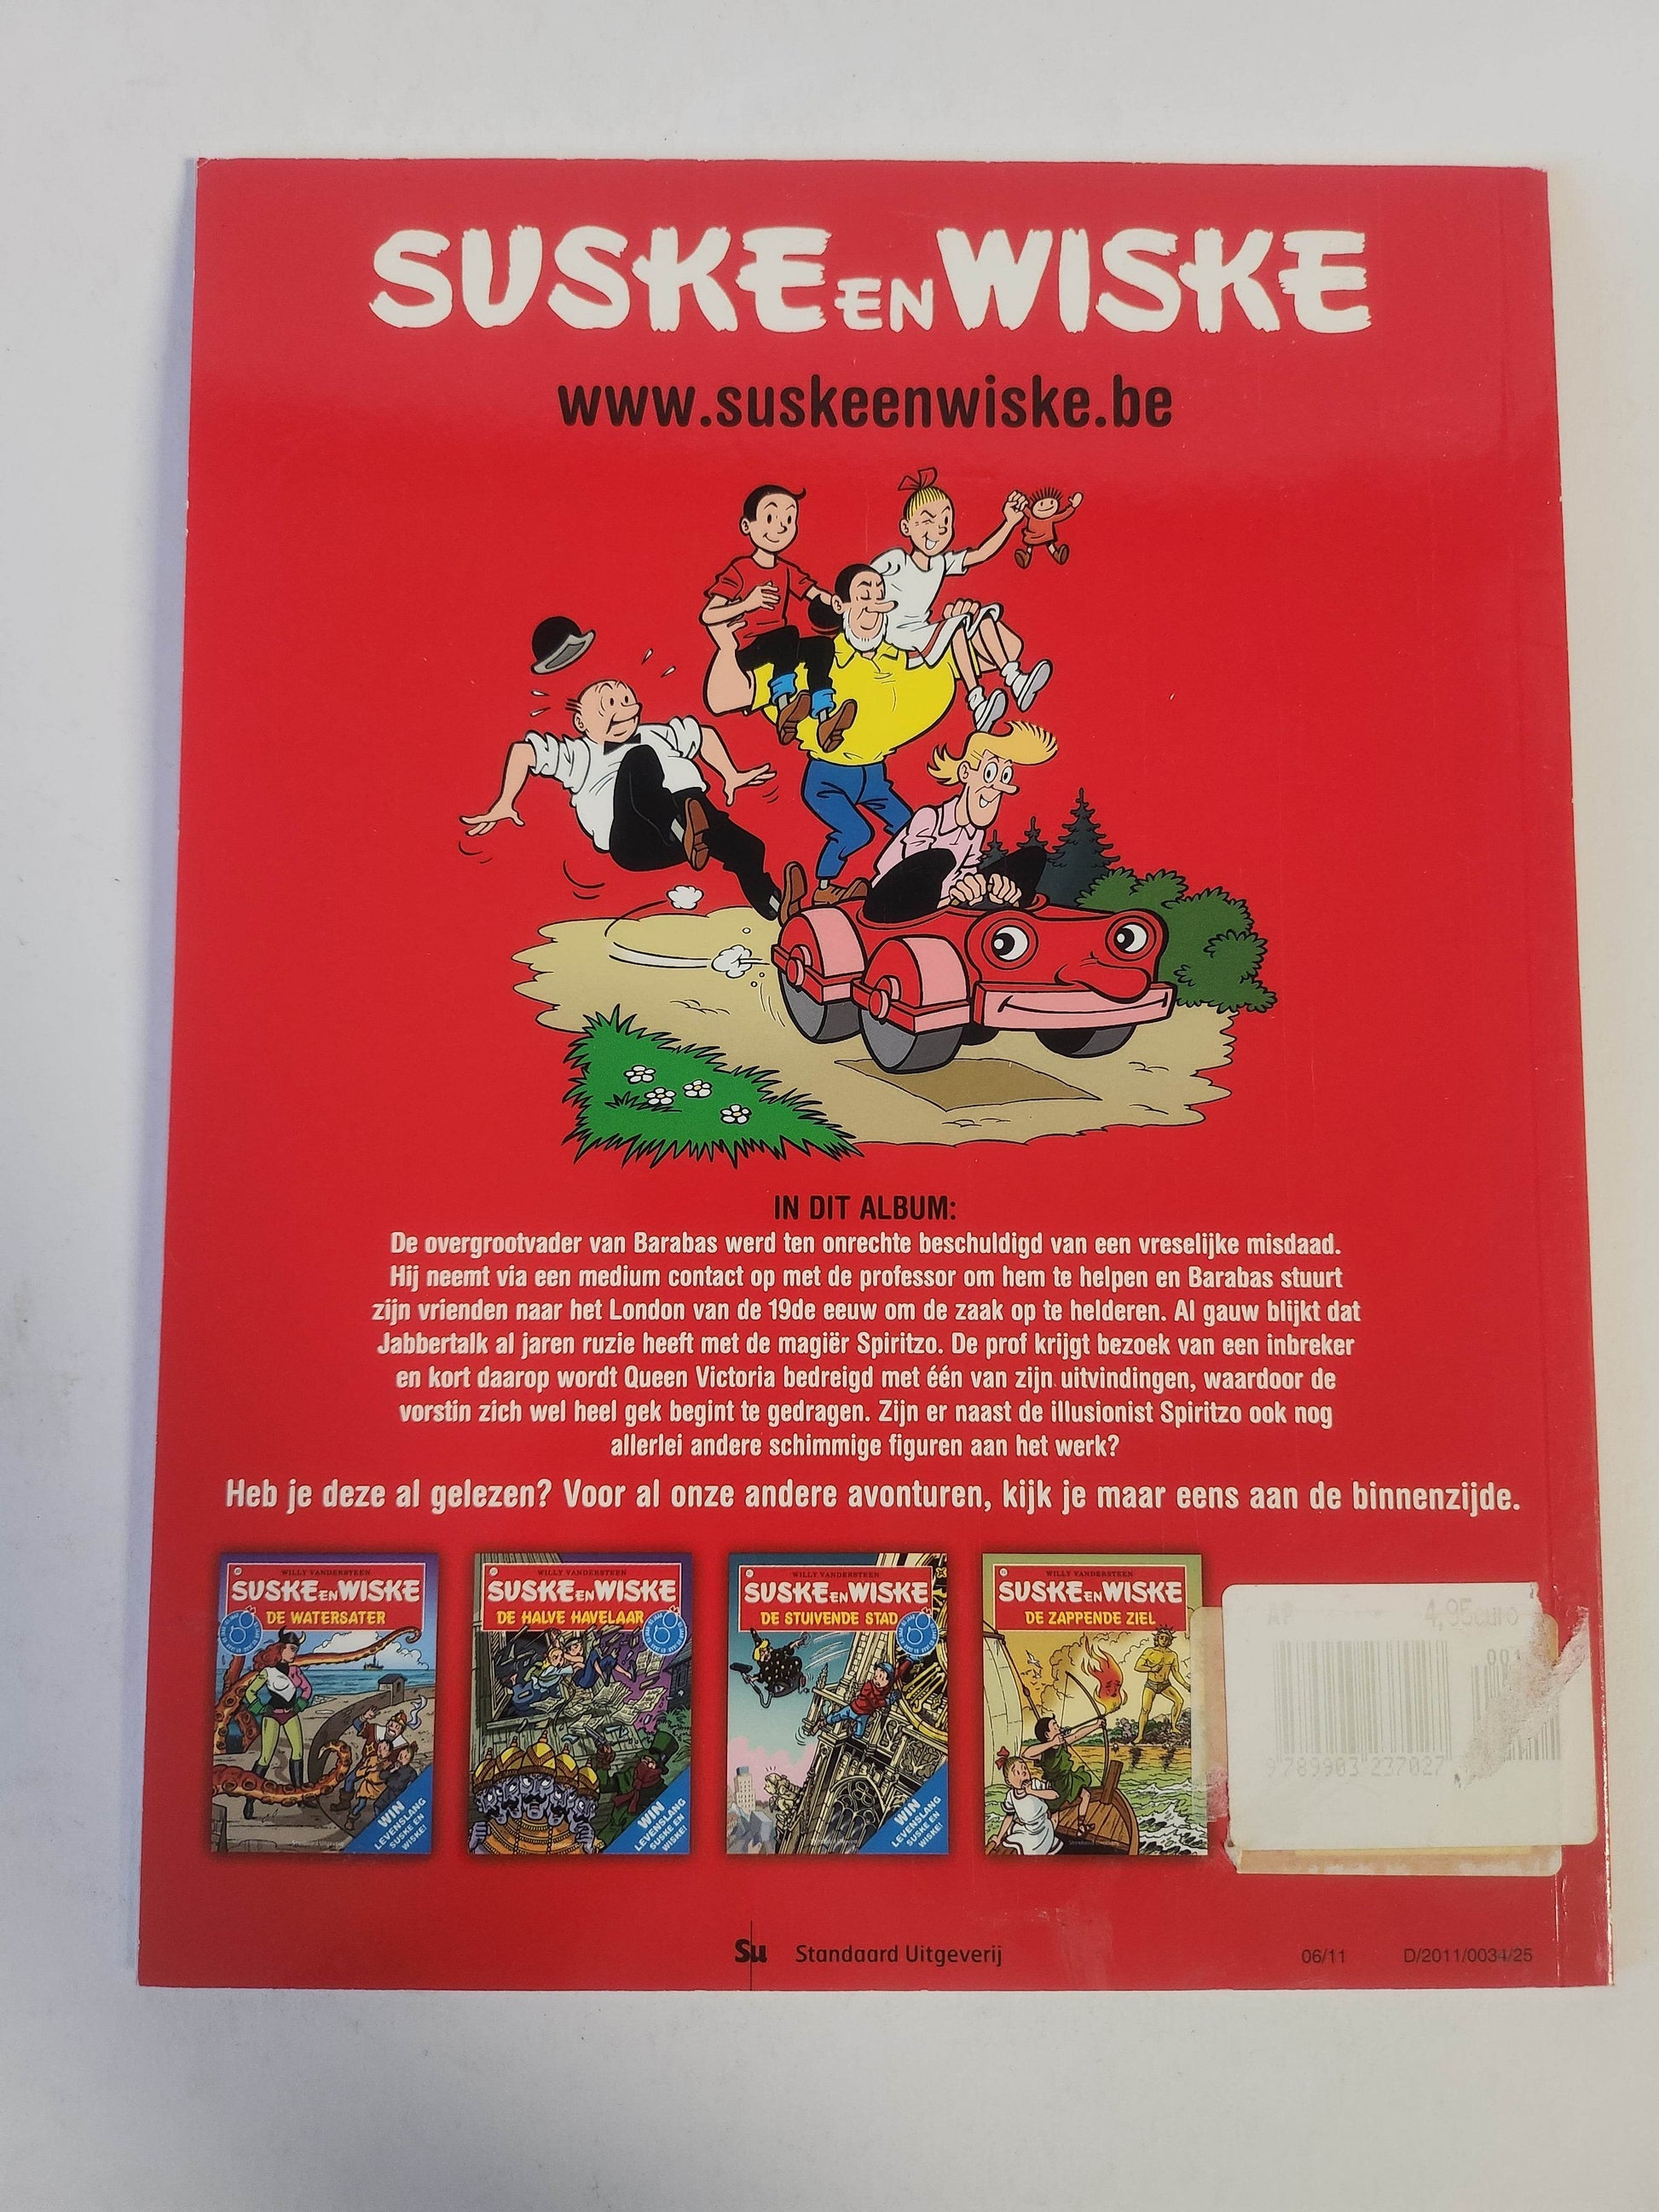 SUSKE EN WISKE
www.suskeenwiske.be
IN DIT ALBUM:
De overgrootvader van Barabas werd ten onrechte beschuldigd van een vreselijke misdaad.
Hij neemt via een medium contact op met de professor om hem te helpen en Barabas stuurt
zijn vrienden naar het London van de 19de eeuw om de zaak op te helderen. Al gauw blijkt dat
Jabbertalk al jaren ruzie heeft met de magiër Spiritzo. De prof krijgt bezoek van een inbreker
en kort daarop wordt Queen Victoria bedreigd met één van zijn uitvindingen, waardoor de
vorstin zich wel heel gek begint te gedragen. Zijn er naast de illusionist Spiritzo ook nog
allerlei andere schimmige figuren aan het werk?
Heb je deze al gelezen? Voor al onze andere avonturen, kijk je maar eens aan de binnenzijde.
WILLY VANDERSTEEN
SUSKE EN WISKE
DE WATERSATER
WIN
LEVENSLANG
SUSKE EN
WISKE!
WILLY VANDERSTEEN
SUSKE EN WISKE
DE HALVE HAVELAAR
WIN
LEVENSLANG
SUSKE EN
WISKE!
WILLY VANDERSTEEN
SUSKE EN WISKE
DE STUIVENDE STAD
WIN
LEVENSLANG
SUSKE EN
WISKE!
WILLY VANDERSTEEN
SUSKE EN WISKE
DE ZAPPENDE ZIEL
AP 4,95euro
001
9789903 237027
Su Standaard Uitgeverij
06/11 D/2011/0034/25